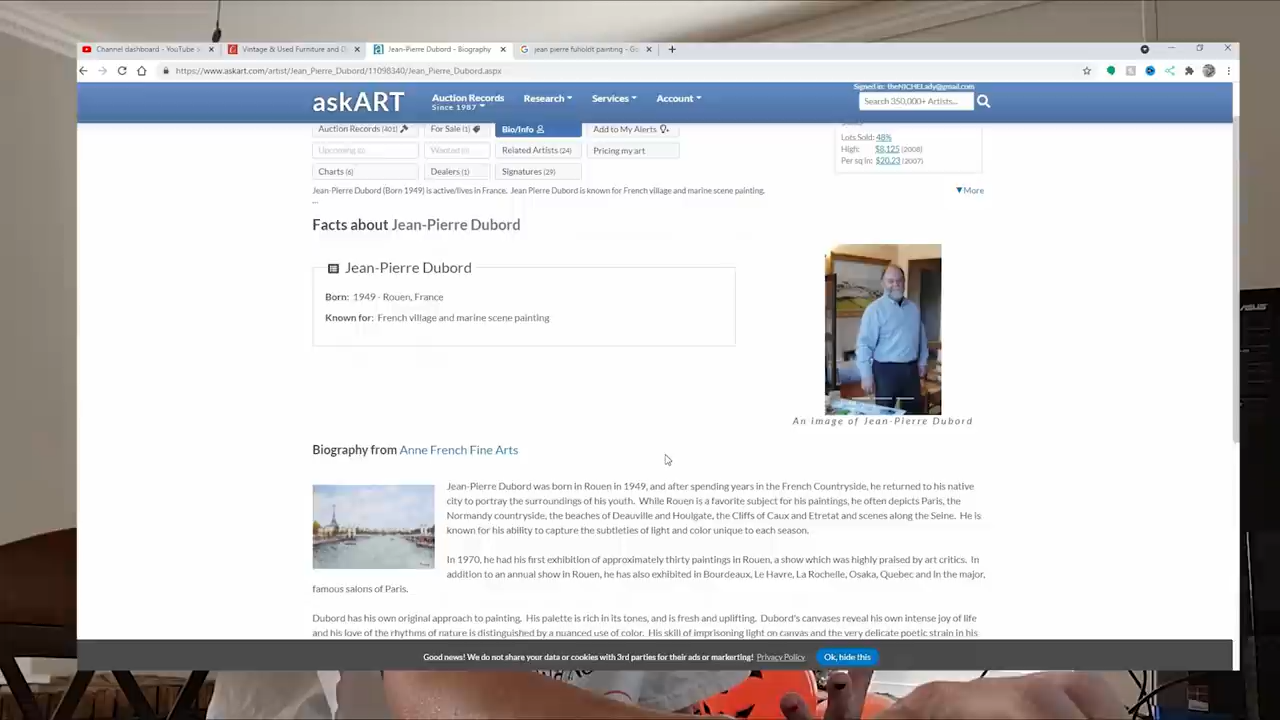 Channel dashboard - YouTube s
Vintage & Used Furniture and D
Jean-Pierre Dubord - Biography
jean pierre fuholdt painting - Go
https://www.askart.com/artist/Jean_Pierre_Dubord/11098340/Jean_Pierre_Dubord.aspx
Signed in: theNICHELady@gmail.com
askART
Auction Records
Since 1987
Research
Services
Account
Search 350,000+ Artists...
Auction Records (401)
For Sale (1)
Bio/Info
Add to My Alerts
Upcoming (0)
Wanted (0)
Related Artists (24)
Pricing my art
Charts (6)
Dealers (1)
Signatures (29)
Lots Sold: 48%
High: $8,125 (2008)
Per sq in: $20.23 (2007)
Jean-Pierre Dubord (Born 1949) is active/lives in France. Jean Pierre Dubord is known for French village and marine scene painting.
...
▼More
Facts about Jean-Pierre Dubord
Jean-Pierre Dubord
Born: 1949 - Rouen, France
Known for: French village and marine scene painting
An image of Jean-Pierre Dubord
Biography from Anne French Fine Arts
Jean-Pierre Dubord was born in Rouen in 1949, and after spending years in the French Countryside, he returned to his native
city to portray the surroundings of his youth. While Rouen is a favorite subject for his paintings, he often depicts Paris, the
Normandy countryside, the beaches of Deauville and Houlgate, the Cliffs of Caux and Etretat and scenes along the Seine. He is
known for his ability to capture the subtleties of light and color unique to each season.
In 1970, he had his first exhibition of approximately thirty paintings in Rouen, a show which was highly praised by art critics. In
addition to an annual show in Rouen, he has also exhibited in Bourdeaux, Le Havre, La Rochelle, Osaka, Quebec and in the major,
famous salons of Paris.
Dubord has his own original approach to painting. His palette is rich in its tones, and is fresh and uplifting. Dubord's canvases reveal his own intense joy of life
and his love of the rhythms of nature is distinguished by a nuanced use of color. His skill of imprisoning light on canvas and the very delicate poetic strain in his
Good news! We do not share your data or cookies with 3rd parties for their ads or marketing! Privacy Policy
Ok, hide this
ASUS